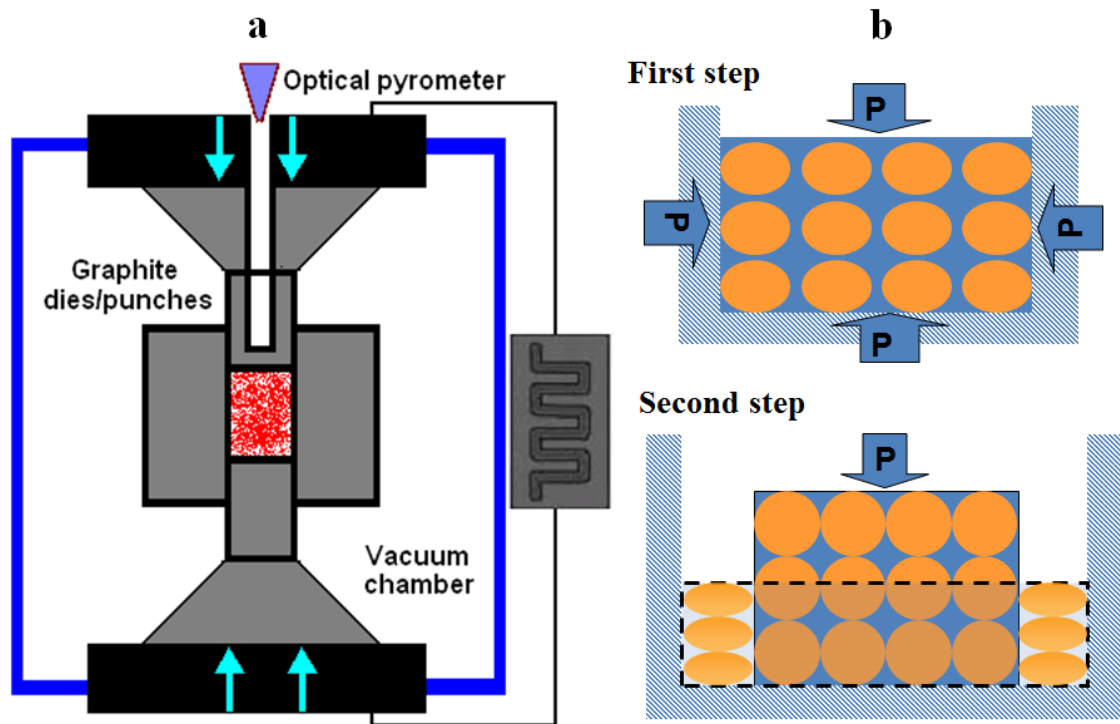 a
Optical pyrometer
Graphite
dies/punches
Vacuum
chamber
b
First step
P
P
P
P
Second step
P